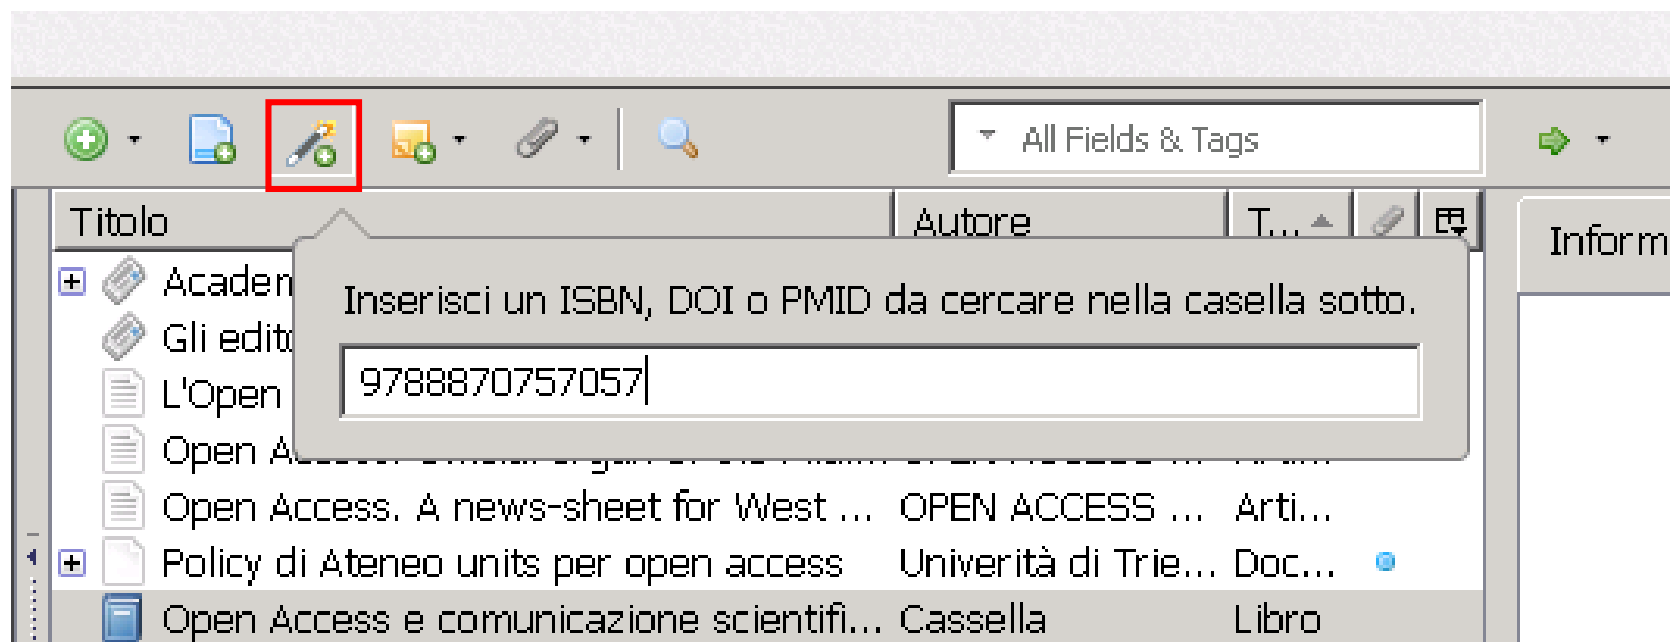 All Fields & Tags
Titolo Autore T...
Inform
Academ
Inserisci un ISBN, DOI o PMID da cercare nella casella sotto.
Gli edito
9788870757057
L'Open
Open A
Open Access. A news-sheet for West ... OPEN ACCESS ... Arti...
Policy di Ateneo units per open access Univerità di Trie... Doc...
Open Access e comunicazione scientifi... Cassella Libro